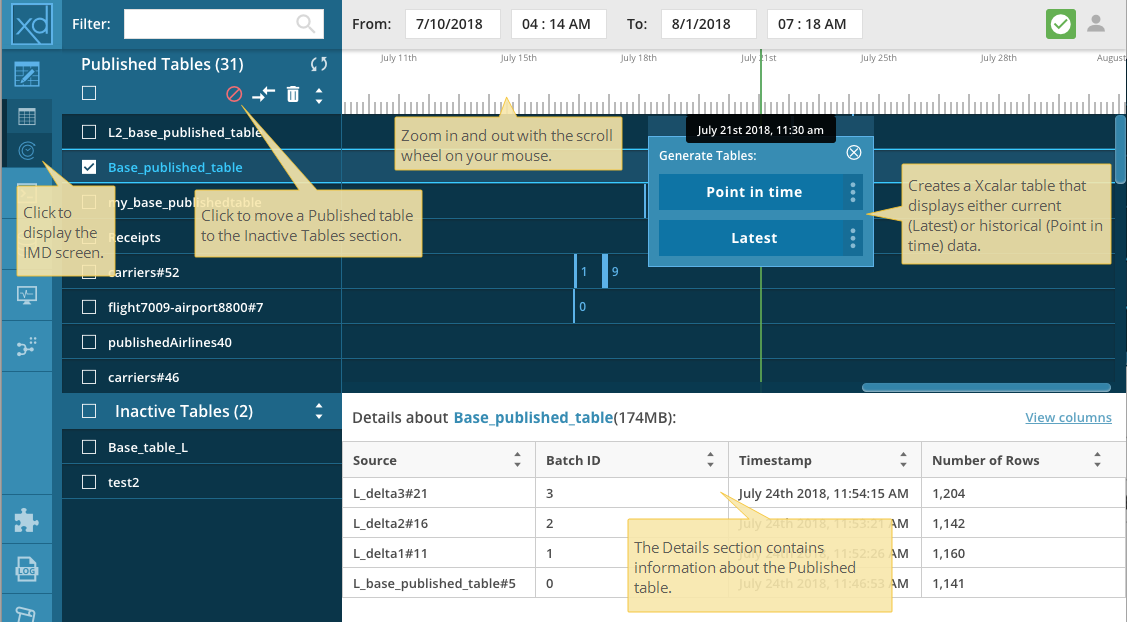 xd
Filter:
From: 7/10/2018 04 : 14 AM To: 8/1/2018 07 : 18 AM
Published Tables (31)
July 11th July 15th July 18th July 21st July 25th July 28th August
L2_base_published_table
Base_published_table
my_base_publishedtable
Receipts
carriers#52
flight7009-airport8800#7
publishedAirlines40
carriers#46
Inactive Tables (2)
Base_table_L
test2
Click to
display the
IMD screen.
Click to move a Published table
to the Inactive Tables section.
Zoom in and out with the scroll
wheel on your mouse.
July 21st 2018, 11:30 am
Generate Tables:
Point in time
Latest
Creates a Xcalar table that
displays either current
(Latest) or historical (Point in
time) data.
1 9
0
Details about Base_published_table(174MB):
View columns
Source Batch ID Timestamp Number of Rows
L_delta3#21 3 July 24th 2018, 11:54:15 AM 1,204
L_delta2#16 2 July 24th 2018, 11:53:21 AM 1,142
L_delta1#11 1 July 24th 2018, 11:52:26 AM 1,160
L_base_published_table#5 0 July 24th 2018, 11:46:53 AM 1,141
The Details section contains
information about the Published
table.
LOG